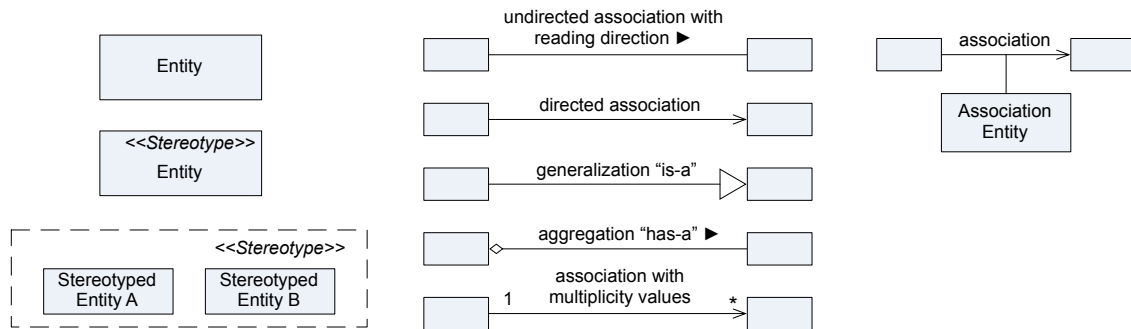 Entity
<<Stereotype>>
Entity
<<Stereotype>>
Stereotyped
Entity A
Stereotyped
Entity B
undirected association with
reading direction ►
directed association
generalization “is-a”
aggregation “has-a” ►
association with
multiplicity values
1
*
association
Association
Entity